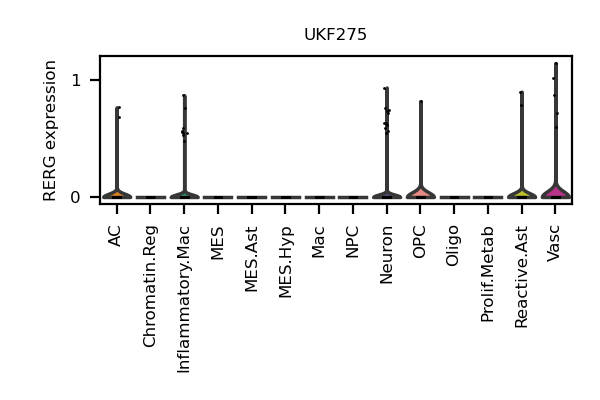 UKF275
RERG expression
1
0
AC
Chromatin.Reg
Inflammatory.Mac
MES
MES.Ast
MES.Hyp
Mac
NPC
Neuron
OPC
Oligo
Prolif.Metab
Reactive.Ast
Vasc